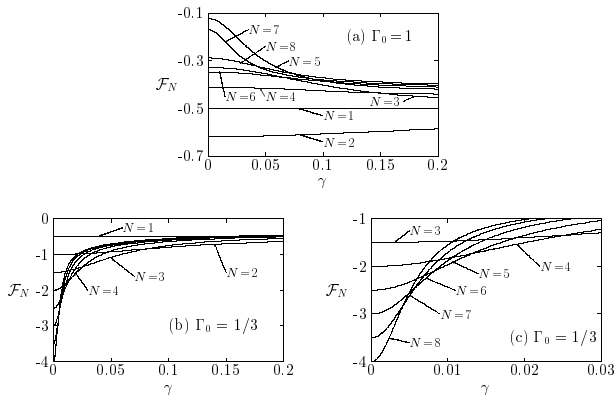 -0.1
N=7
(a) Γ₀=1
N=8
-0.3
N=5
ℱ_N
N=6
N=4
N=3
-0.5
N=1
N=2
-0.7
0 0.05 0.1 0.15 0.2
γ
0
N=1
-1
N=2
N=3
ℱ_N -2
N=4
-3
(b) Γ₀ = 1/3
-4
0 0.05 0.1 0.15 0.2
γ
-1
N=3
N=4
-2
N=5
ℱ_N
N=6
-3
N=7
(c) Γ₀ = 1/3
N=8
-4
0 0.01 0.02 0.03
γ